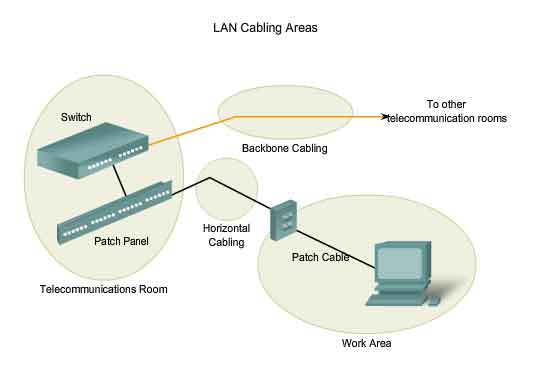 LAN Cabling Areas
Switch
To other
telecommunication rooms
Backbone Cabling
Horizontal
Cabling
Patch Panel
Patch Cable
Telecommunications Room
Work Area